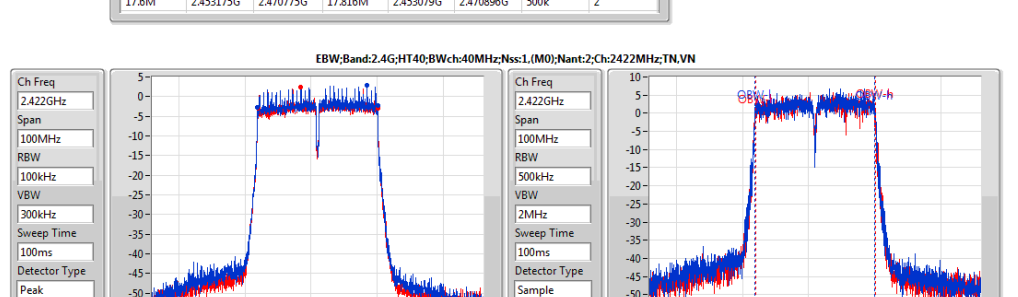 17.6M 2.453175G 2.470775G 17.816M 2.453079G 2.470896G 500k 2
EBW;Band:2.4G;HT40;BWch:40MHz;Nss:1,(M0);Nant:2;Ch:2422MHz;TN,VN
Ch Freq
2.422GHz
Span
100MHz
RBW
100kHz
VBW
300kHz
Sweep Time
100ms
Detector Type
Peak
5
0
-5
-10
-15
-20
-25
-30
-35
-40
-45
-50
Ch Freq
2.422GHz
Span
100MHz
RBW
500kHz
VBW
2MHz
Sweep Time
100ms
Detector Type
Sample
10
5
0
-5
-10
-15
-20
-25
-30
-35
-40
-45
-50